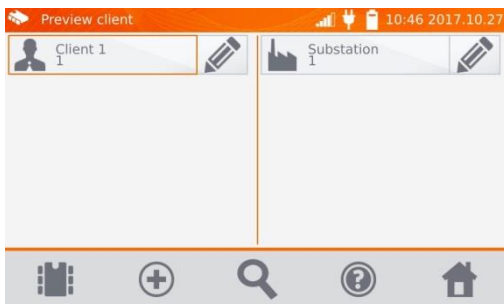 Preview client
10:46 2017.10.27
Client 1
1
Substation
1